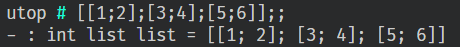 utop # [[1;2];[3;4];[5;6]];;
- : int list list = [[1; 2]; [3; 4]; [5; 6]]